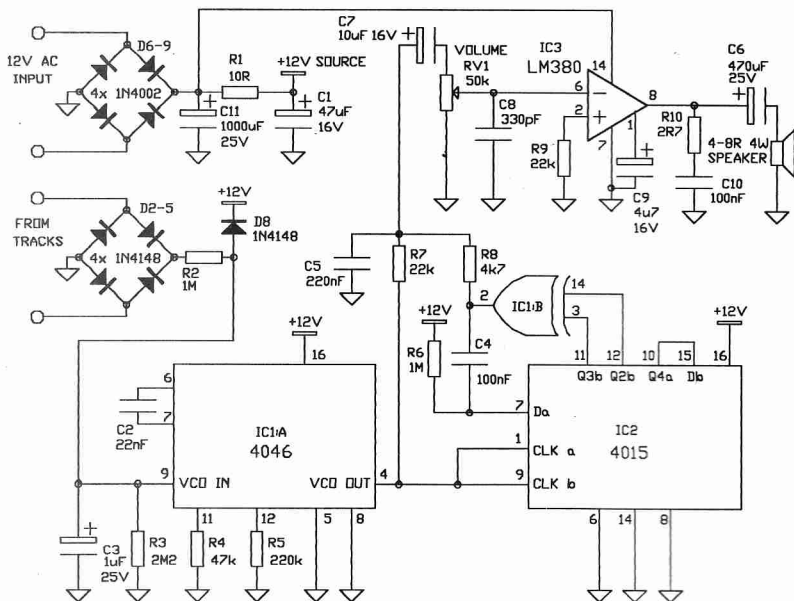 12V AC
INPUT
D6-9
4x 1N4002
R1
10R
+12V SOURCE
C11
1000uF
25V
C1
47uF
16V
C7
10uF 16V
VOLUME
RV1
50k
C8
330pF
IC3
LM380
14
6
2
8
1
7
R9
22k
C9
4u7
16V
C6
470uF
25V
R10
2R7
4-8R 4W
SPEAKER
C10
100nF
FROM
TRACKS
D2-5
4x 1N4148
R2
1M
+12V
D8
1N4148
C5
220nF
R7
22k
R8
4k7
2
IC1:B
14
3
+12V
R6
1M
C4
100nF
+12V
16
6
7
C2
22nF
IC1:A
4046
9
VCO IN
VCO OUT
4
11
12
5
8
C3
1uF
25V
R3
2M2
R4
47k
R5
220k
+12V
11
12
10
15
16
Q3b
Q2b
Q4a
Db
7
Da
1
CLK a
9
CLK b
IC2
4015
6
14
8